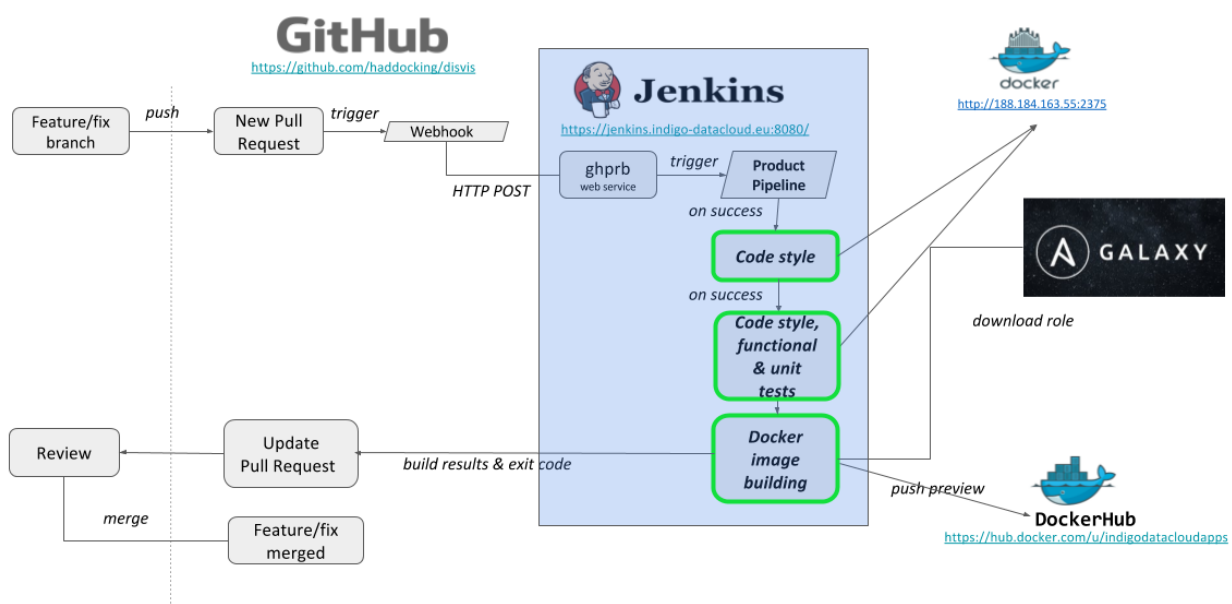 GitHub
https://github.com/haddocking/disvis
Jenkins
https://jenkins.indigo-datacloud.eu:8080/
docker
http://188.184.163.55:2375
Feature/fix
branch
push
New Pull
Request
trigger
Webhook
HTTP POST
ghprb
web service
trigger
Product
Pipeline
on success
Code style
on success
Code style,
functional
& unit
tests
GALAXY
download role
Docker
image
building
build results & exit code
Update
Pull Request
Review
merge
Feature/fix
merged
push preview
DockerHub
https://hub.docker.com/u/indigodatacloudapps